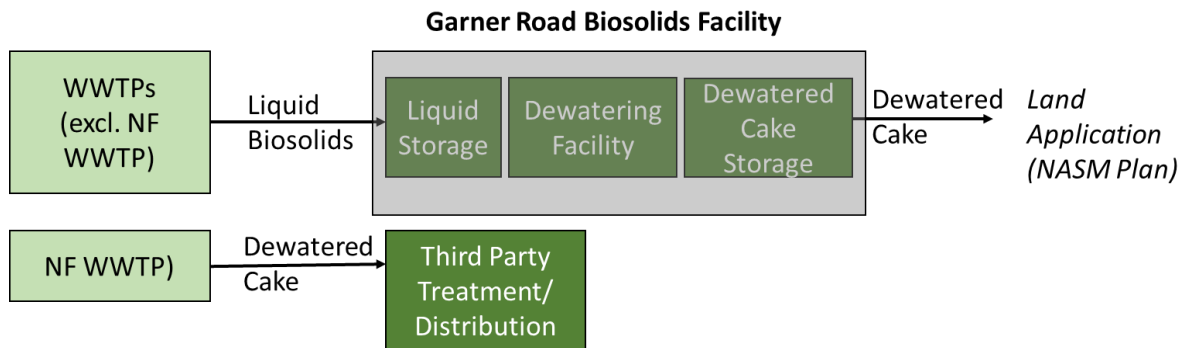 Garner Road Biosolids Facility
WWTPs
(excl. NF
WWTP)
Liquid
Biosolids
Liquid
Storage
Dewatering
Facility
Dewatered
Cake
Storage
Dewatered
Cake
Land
Application
(NASM Plan)
NF WWTP)
Dewatered
Cake
Third Party
Treatment/
Distribution